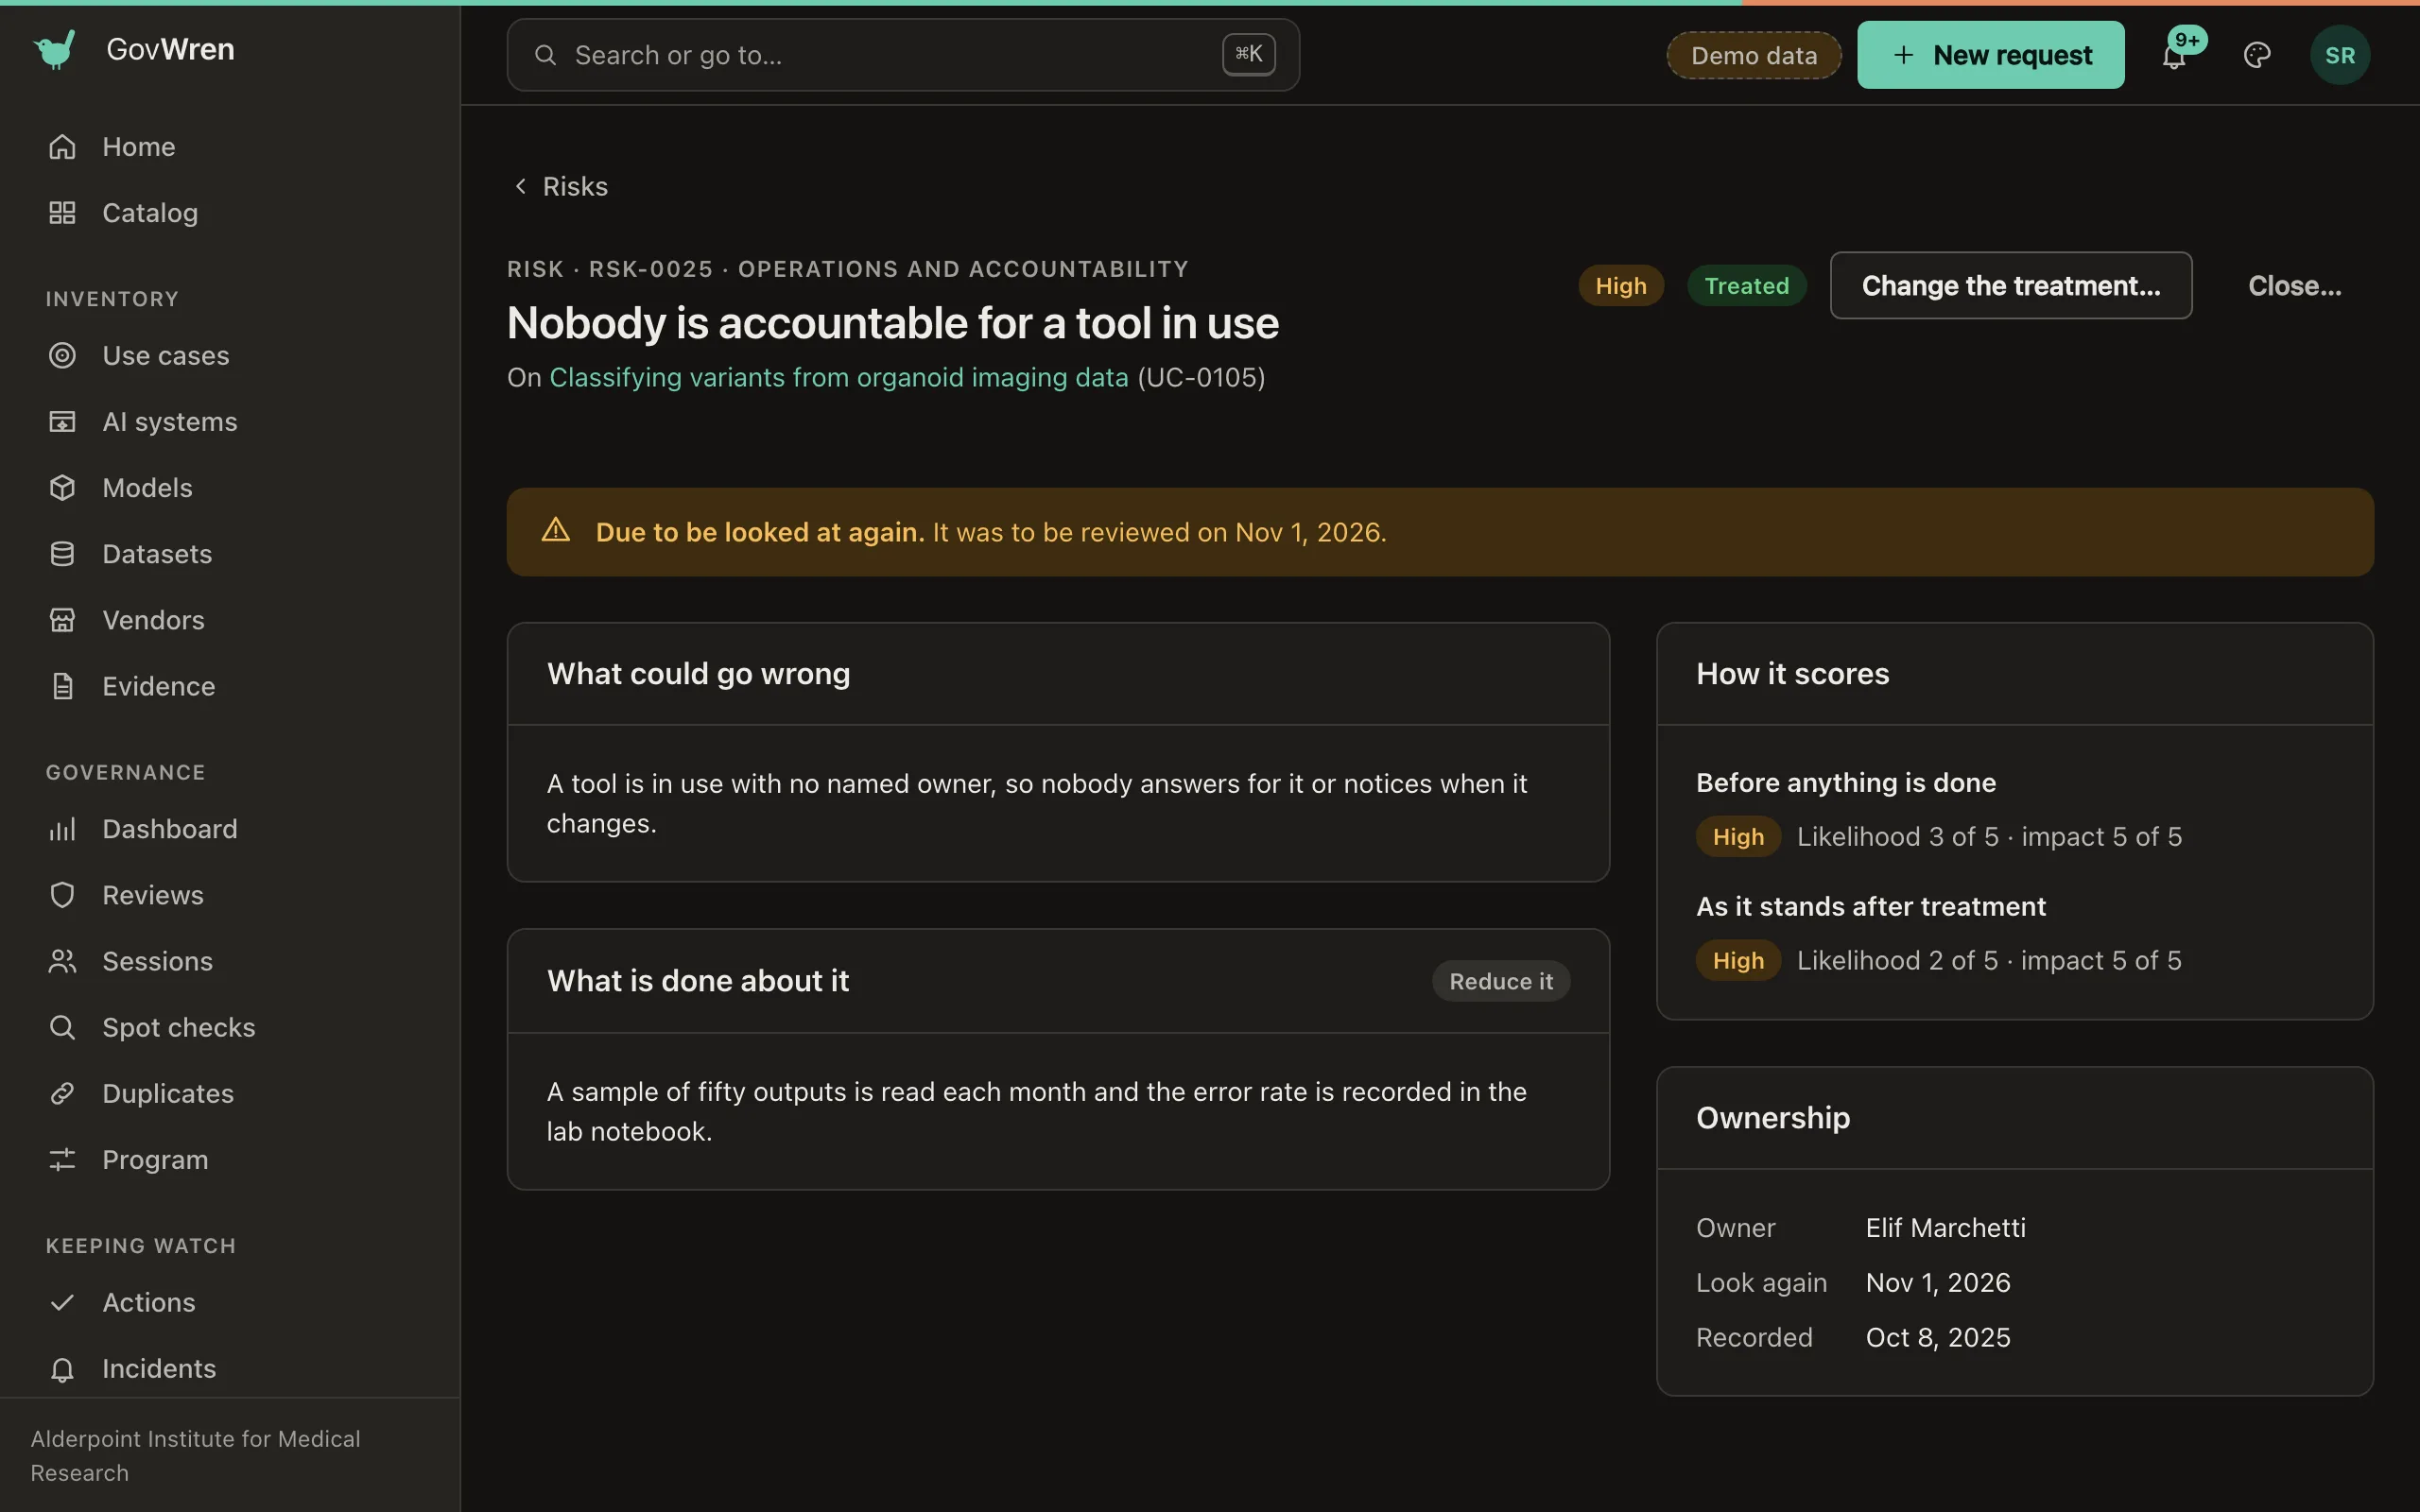 GovWren
Search or go to...
⌘K
Demo data
+ New request
9+
SR
Home
Catalog
INVENTORY
Use cases
AI systems
Models
Datasets
Vendors
Evidence
GOVERNANCE
Dashboard
Reviews
Sessions
Spot checks
Duplicates
Program
KEEPING WATCH
Actions
Incidents
Alderpoint Institute for Medical
Research
Risks
RISK · RSK-0025 · OPERATIONS AND ACCOUNTABILITY
Nobody is accountable for a tool in use
On Classifying variants from organoid imaging data (UC-0105)
High
Treated
Change the treatment...
Close...
Due to be looked at again. It was to be reviewed on Nov 1, 2026.
What could go wrong
A tool is in use with no named owner, so nobody answers for it or notices when it
changes.
What is done about it
Reduce it
A sample of fifty outputs is read each month and the error rate is recorded in the
lab notebook.
How it scores
Before anything is done
High Likelihood 3 of 5 · impact 5 of 5
As it stands after treatment
High Likelihood 2 of 5 · impact 5 of 5
Ownership
Owner Elif Marchetti
Look again Nov 1, 2026
Recorded Oct 8, 2025